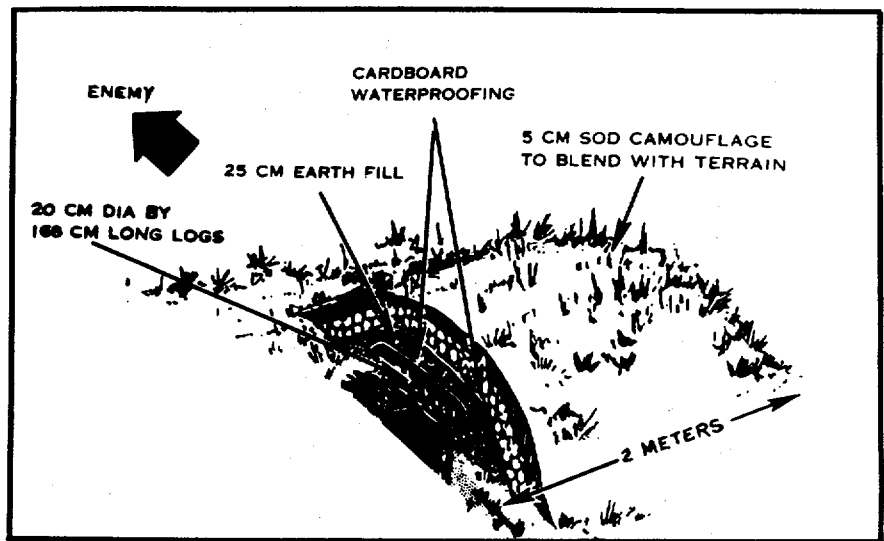 ENEMY
CARDBOARD
WATERPROOFING
5 CM SOD CAMOUFLAGE
TO BLEND WITH TERRAIN
25 CM EARTH FILL
20 CM DIA BY
168 CM LONG LOGS
2 METERS